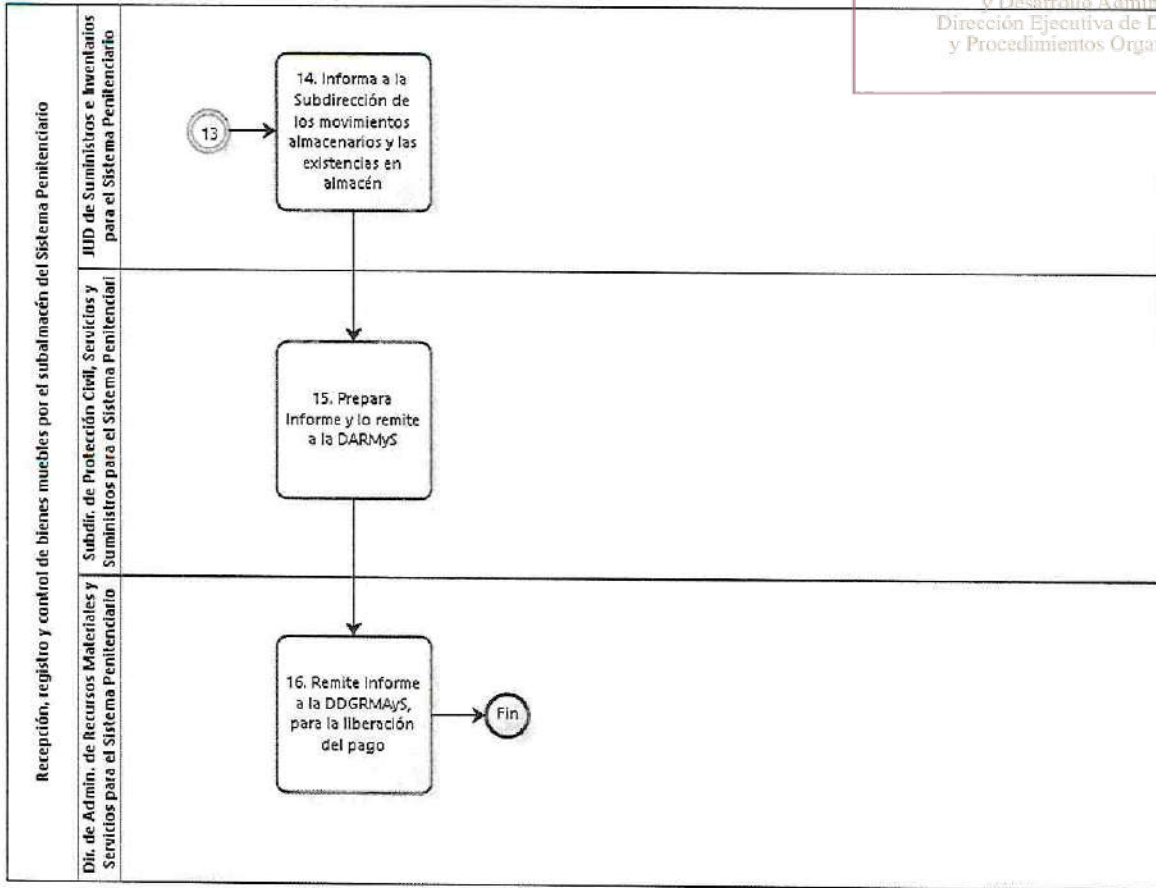 y Desarrollo Admin
Dirección Ejecutiva de D
y Procedimientos Orga
Recepción, registro y control de bienes muebles por el subalmacén del Sistema Penitenciario
JUD de Suministros e Inventarios
para el Sistema Penitenciario
13
14. Informa a la
Subdirección de
los movimientos
almacenarios y las
existencias en
almacén
Subdir. de Protección Civil, Servicios y
Suministros para el Sistema Penitenciari
15. Prepara
Informe y lo remite
a la DARMyS
Dir. de Admin. de Recursos Materiales y
Servicios para el Sistema Penitenciario
16. Remite Informe
a la DDGRMAyS,
para la liberación
del pago
Fin